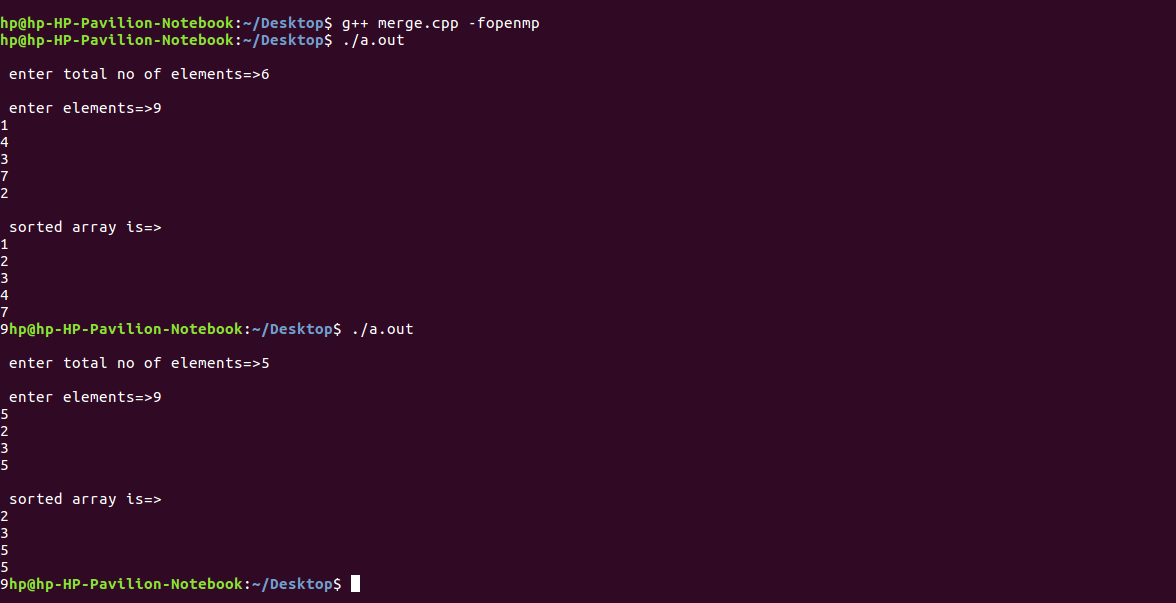 hp@hp-HP-Pavilion-Notebook:~/Desktop$ g++ merge.cpp -fopenmp
hp@hp-HP-Pavilion-Notebook:~/Desktop$ ./a.out
enter total no of elements=>6
enter elements=>9
1
4
3
7
2
sorted array is=>
1
2
3
4
7
9hp@hp-HP-Pavilion-Notebook:~/Desktop$ ./a.out
enter total no of elements=>5
enter elements=>9
5
2
3
5
sorted array is=>
2
3
5
5
9hp@hp-HP-Pavilion-Notebook:~/Desktop$